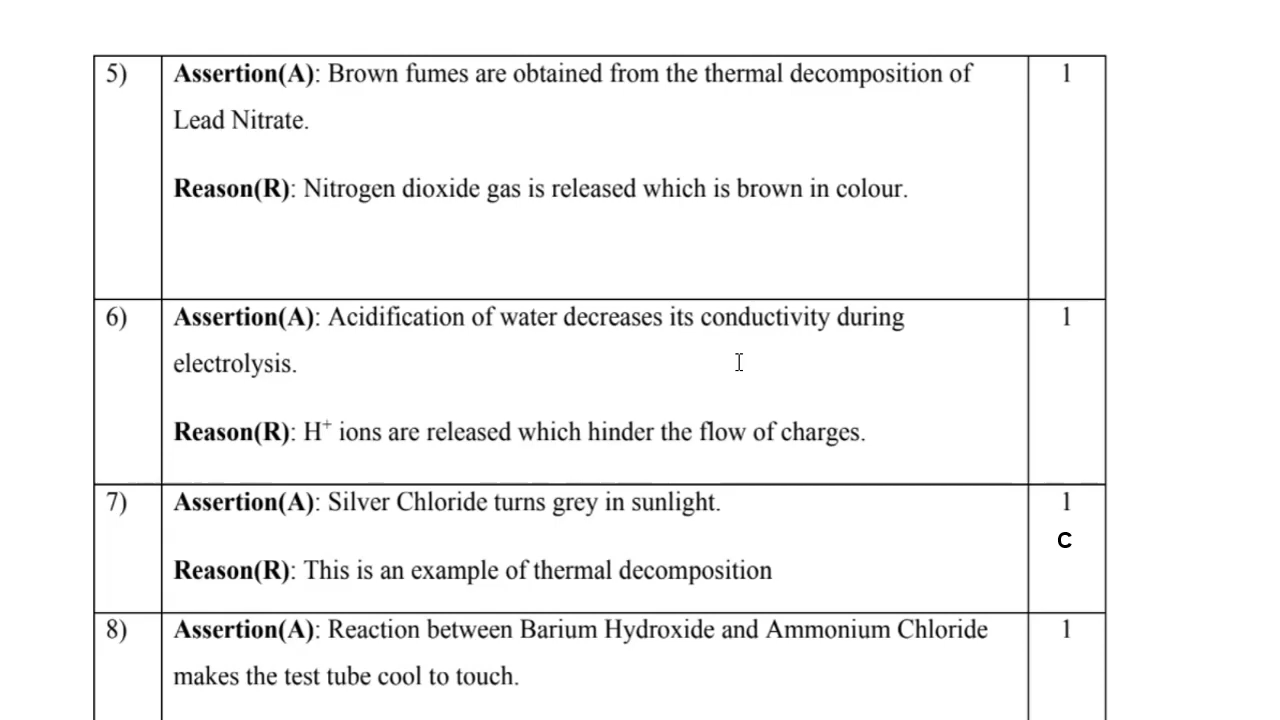 5) Assertion(A): Brown fumes are obtained from the thermal decomposition of 1
Lead Nitrate.
Reason(R): Nitrogen dioxide gas is released which is brown in colour.
6) Assertion(A): Acidification of water decreases its conductivity during 1
electrolysis.
Reason(R): H⁺ ions are released which hinder the flow of charges.
7) Assertion(A): Silver Chloride turns grey in sunlight. 1
C
Reason(R): This is an example of thermal decomposition
8) Assertion(A): Reaction between Barium Hydroxide and Ammonium Chloride 1
makes the test tube cool to touch.